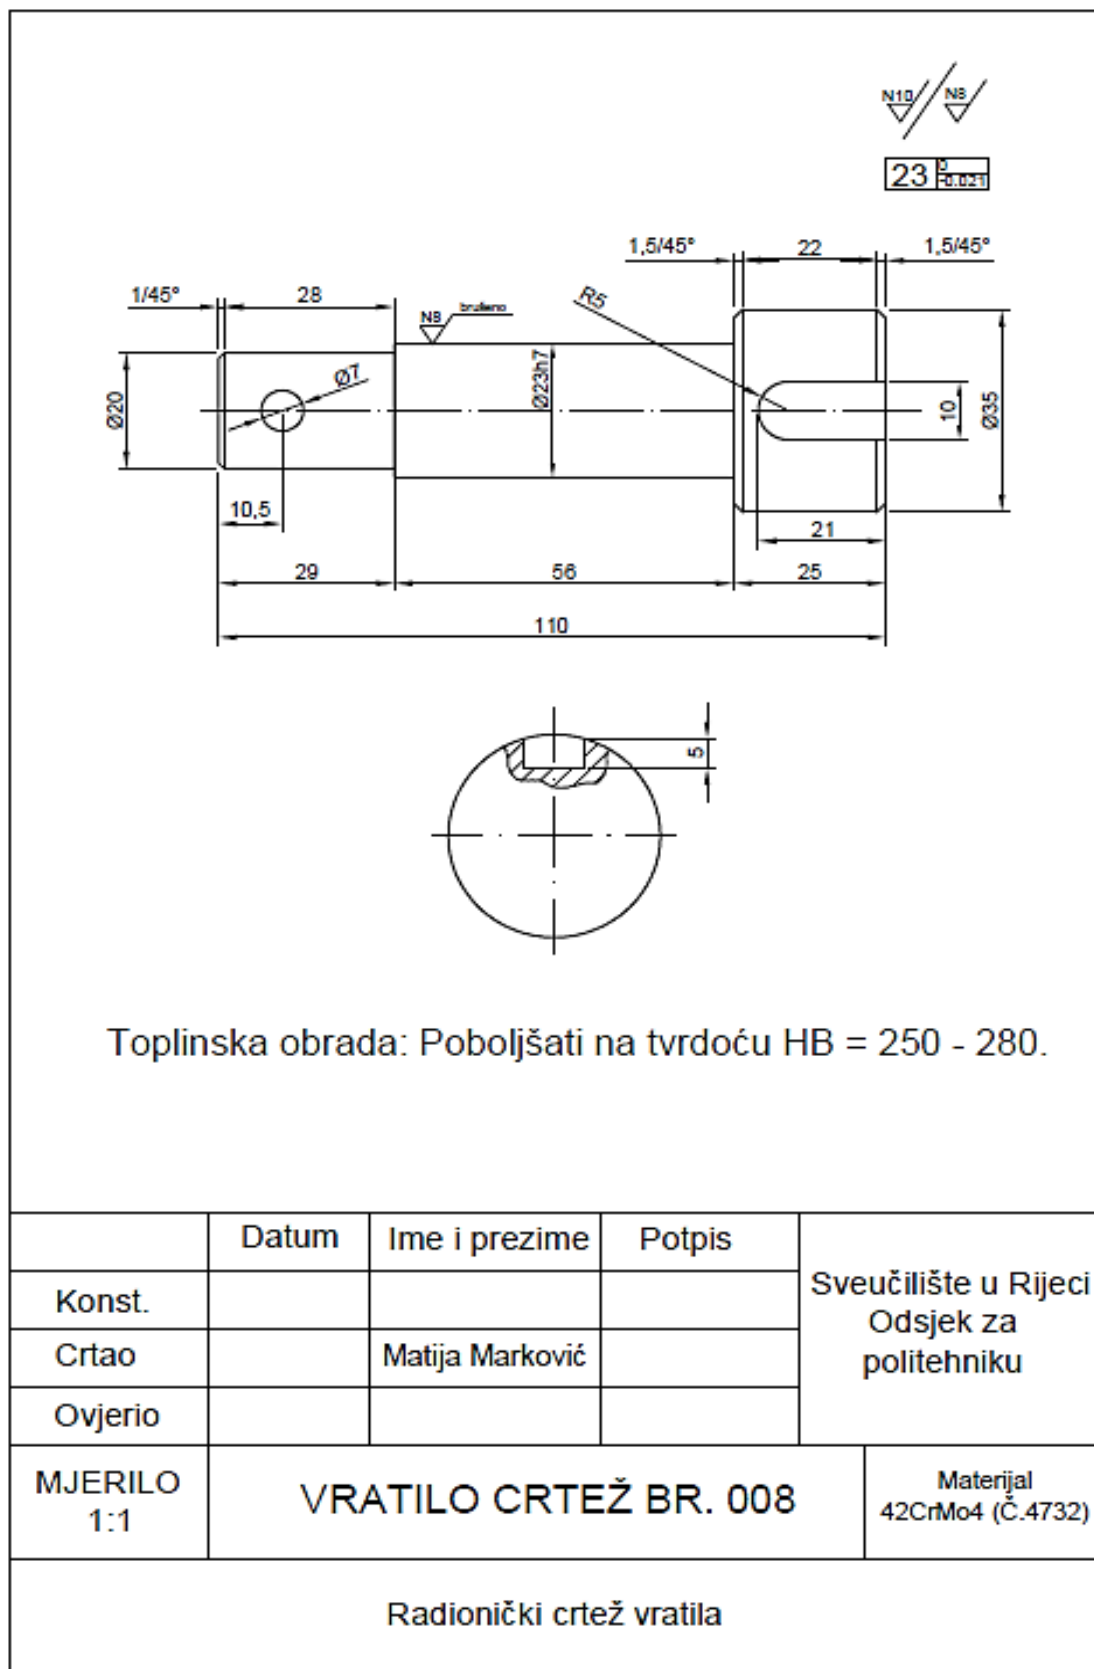 N10 N8
23 0 -0.021
1,5/45° 22 1,5/45°
1/45° 28 R5
N8 brušeno
Ø20 Ø7 Ø23h7 10 Ø35
10,5 21
29 56 25
110
5
Toplinska obrada: Poboljšati na tvrdoću HB = 250 - 280.
Datum Ime i prezime Potpis
Konst.
Crtao Matija Marković
Ovjerio
Sveučilište u Rijeci
Odsjek za
politehniku
MJERILO
1:1
VRATILO CRTEŽ BR. 008
Materijal
42CrMo4 (Č.4732)
Radionički crtež vratila